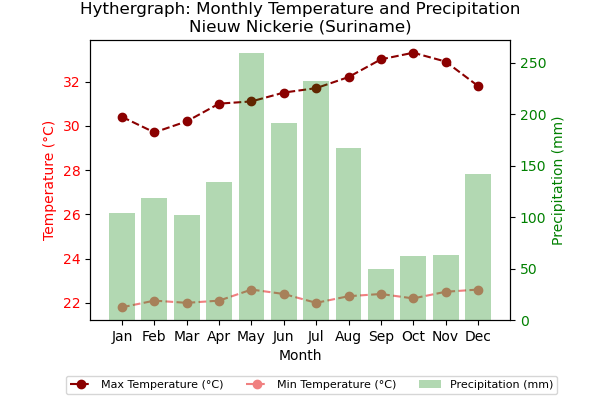 Hythergraph: Monthly Temperature and Precipitation
Nieuw Nickerie (Suriname)
Temperature (°C)
32
30
28
26
24
22
250
200
150
100
50
0
Precipitation (mm)
Jan Feb Mar Apr May Jun Jul Aug Sep Oct Nov Dec
Month
Max Temperature (°C) Min Temperature (°C) Precipitation (mm)